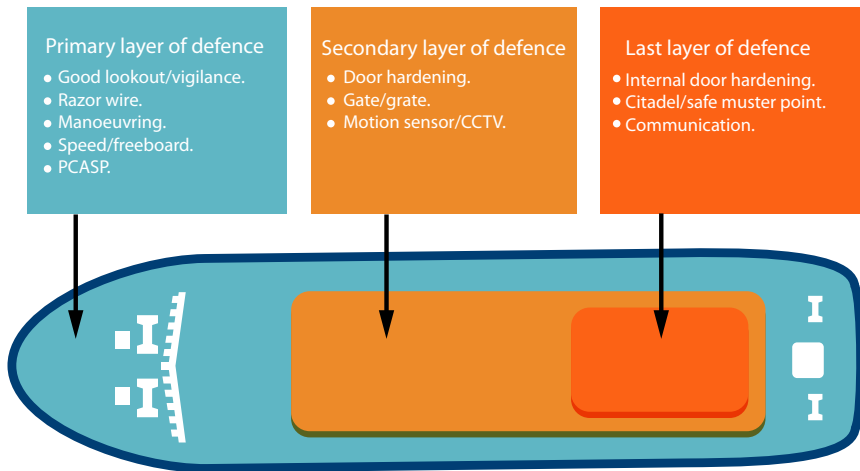 Primary layer of defence
● Good lookout/vigilance.
● Razor wire.
● Manoeuvring.
● Speed/freeboard.
● PCASP.
Secondary layer of defence
● Door hardening.
● Gate/grate.
● Motion sensor/CCTV.
Last layer of defence
● Internal door hardening.
● Citadel/safe muster point.
● Communication.